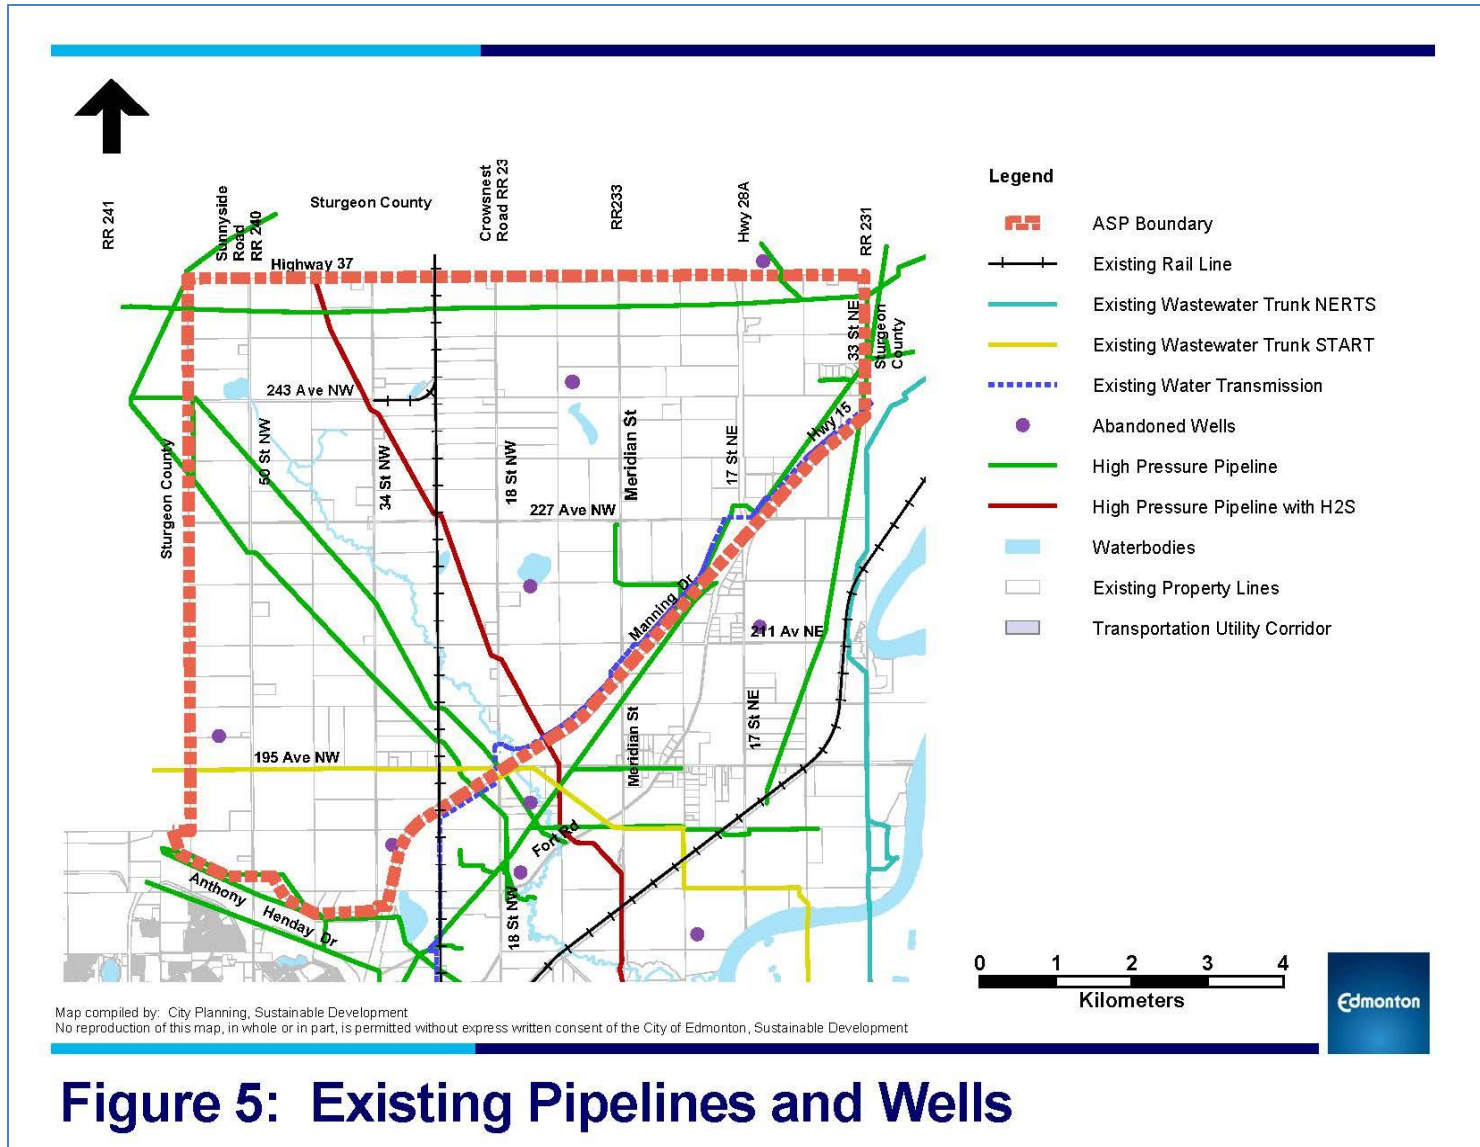 RR 241
Sunnyside
Road
RR 240
Sturgeon County
Crowsnest
Road RR 23
RR233
Hwy 28A
RR 231
Highway 37
33 St NE
Sturgeon
County
243 Ave NW
Hwy 15
Sturgeon County
50 St NW
34 St NW
18 St NW
Meridian St
17 St NE
227 Ave NW
Manning Dr
211 Av NE
Meridian St
17 St NE
195 Ave NW
Fort Rd
Anthony Henday Dr
18 St NW
Legend
ASP Boundary
Existing Rail Line
Existing Wastewater Trunk NERTS
Existing Wastewater Trunk START
Existing Water Transmission
Abandoned Wells
High Pressure Pipeline
High Pressure Pipeline with H2S
Waterbodies
Existing Property Lines
Transportation Utility Corridor
0 1 2 3 4
Kilometers
Edmonton
Map compiled by: City Planning, Sustainable Development
No reproduction of this map, in whole or in part, is permitted without express written consent of the City of Edmonton, Sustainable Development
Figure 5: Existing Pipelines and Wells